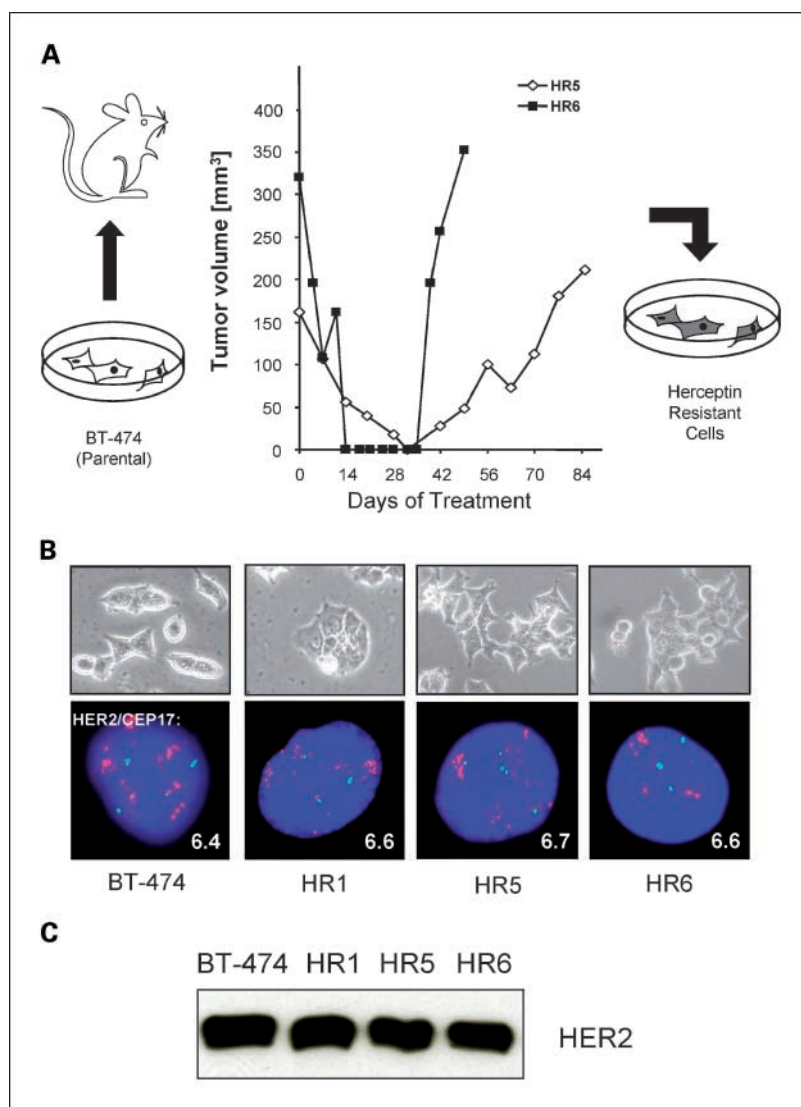 A
HR5
HR6
Tumor volume [mm³]
400
350
300
250
200
150
100
50
0
0 14 28 42 56 70 84
Days of Treatment
BT-474
(Parental)
Herceptin
Resistant
Cells
B
HER2/CEP17:
6.4 6.6 6.7 6.6
BT-474 HR1 HR5 HR6
C
BT-474 HR1 HR5 HR6
HER2